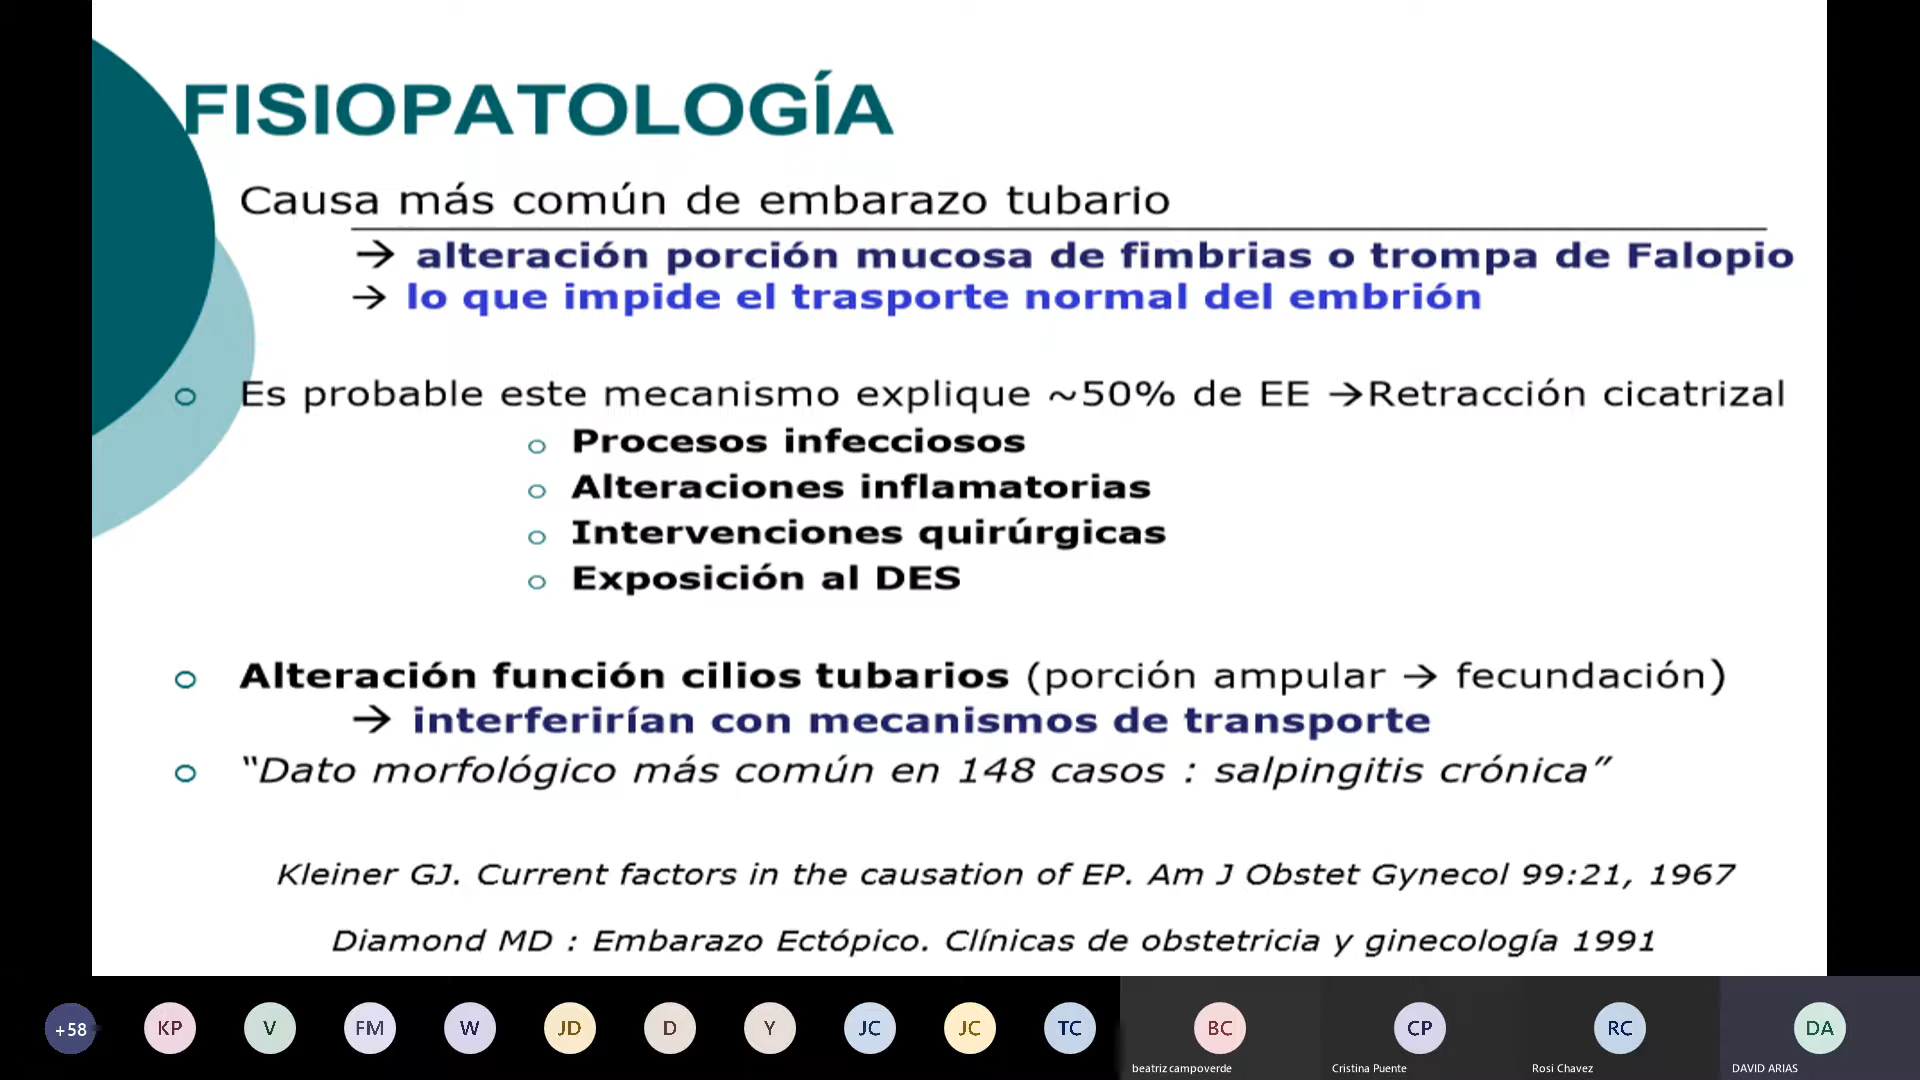 FISIOPATOLOGÍA
Causa más común de embarazo tubario
→ alteración porción mucosa de fimbrias o trompa de Falopio
→ lo que impide el trasporte normal del embrión
o Es probable este mecanismo explique ~50% de EE →Retracción cicatrizal
o Procesos infecciosos
o Alteraciones inflamatorias
o Intervenciones quirúrgicas
o Exposición al DES
o Alteración función cilios tubarios (porción ampular → fecundación)
→ interferirían con mecanismos de transporte
o “Dato morfológico más común en 148 casos : salpingitis crónica”
Kleiner GJ. Current factors in the causation of EP. Am J Obstet Gynecol 99:21, 1967
Diamond MD : Embarazo Ectópico. Clínicas de obstetricia y ginecología 1991
+58 KP V FM W JD D Y JC JC TC BC CP RC DA
beatriz campoverde Cristina Puente Rosi Chavez DAVID ARIAS